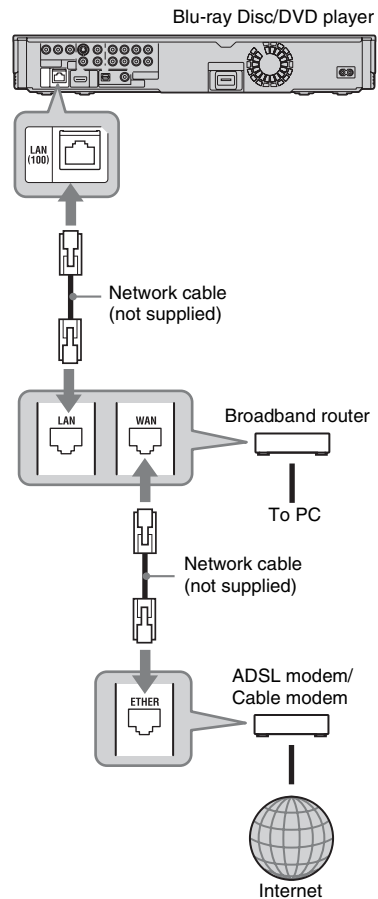 Blu-ray Disc/DVD player
LAN
(100)
Network cable
(not supplied)
LAN
WAN
Broadband router
To PC
Network cable
(not supplied)
ETHER
ADSL modem/
Cable modem
Internet